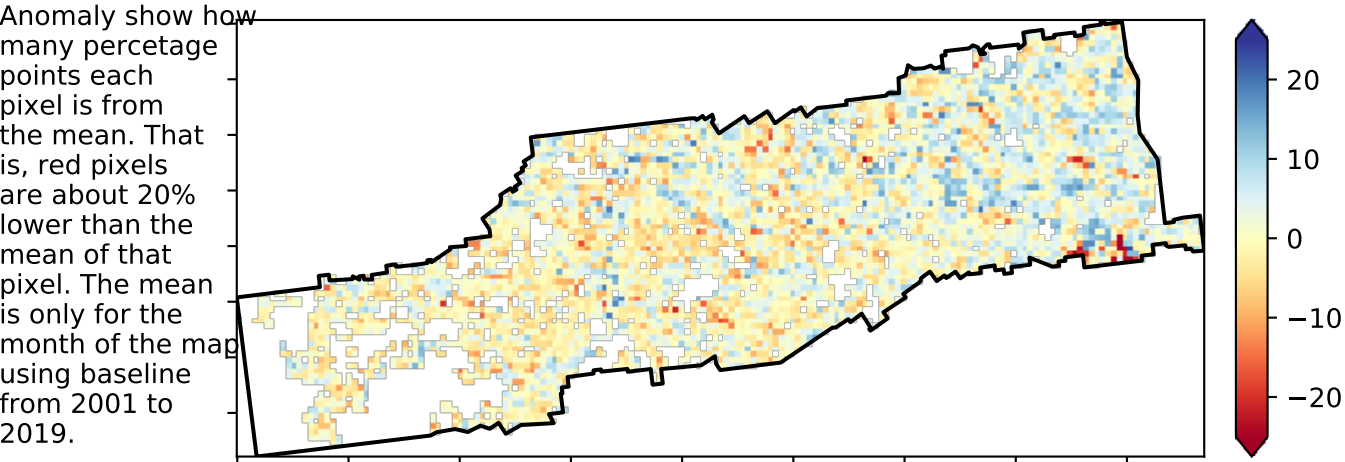 Anomaly show how
many percetage
points each
pixel is from
the mean. That
is, red pixels
are about 20%
lower than the
mean of that
pixel. The mean
is only for the
month of the map
using baseline
from 2001 to
2019.
20
10
0
−10
−20